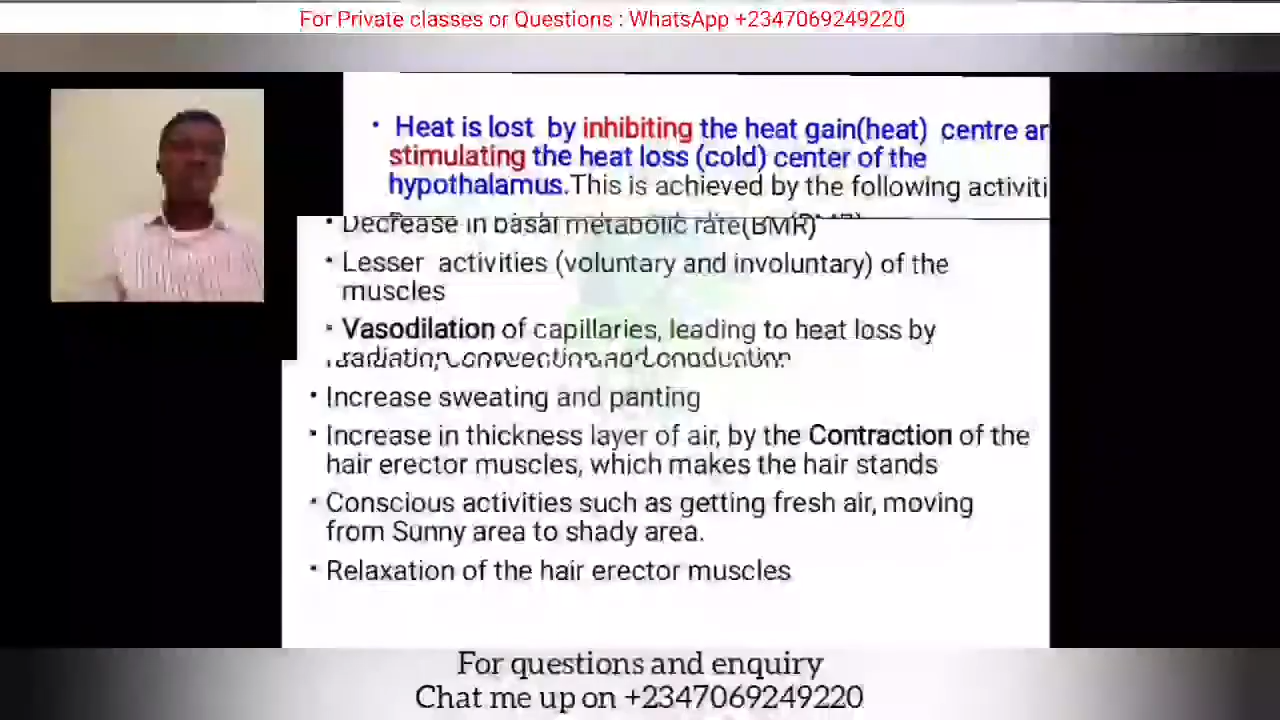 For Private classes or Questions : WhatsApp +2347069249220
• Heat is lost by inhibiting the heat gain(heat) centre ar
stimulating the heat loss (cold) center of the
hypothalamus.This is achieved by the following activiti
• Decrease in basal metabolic rate(BMR)
• Lesser activities (voluntary and involuntary) of the
muscles
• Vasodilation of capillaries, leading to heat loss by
radiation, convection and conduction
• Increase sweating and panting
• Increase in thickness layer of air, by the Contraction of the
hair erector muscles, which makes the hair stands
• Conscious activities such as getting fresh air, moving
from Sunny area to shady area.
• Relaxation of the hair erector muscles
For questions and enquiry
Chat me up on +2347069249220